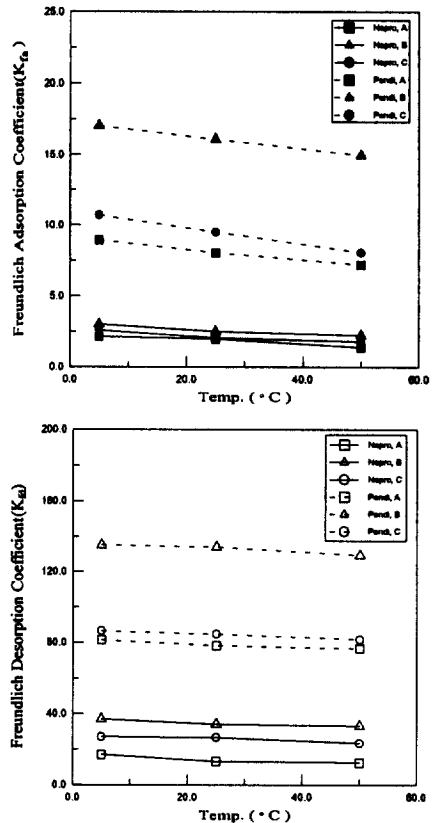 25.0
20.0
15.0
10.0
5.0
0.0
Freundlich Adsorption Coefficient(Kfa)
Napro, A
Napro, B
Napro, C
Pendi, A
Pendi, B
Pendi, C
0.0 20.0 40.0 60.0
Temp. (°C)
200.0
160.0
120.0
80.0
40.0
0.0
Freundlich Desorption Coefficient(Kfd)
Napro, A
Napro, B
Napro, C
Pendi, A
Pendi, B
Pendi, C
0.0 20.0 40.0 60.0
Temp. (°C)